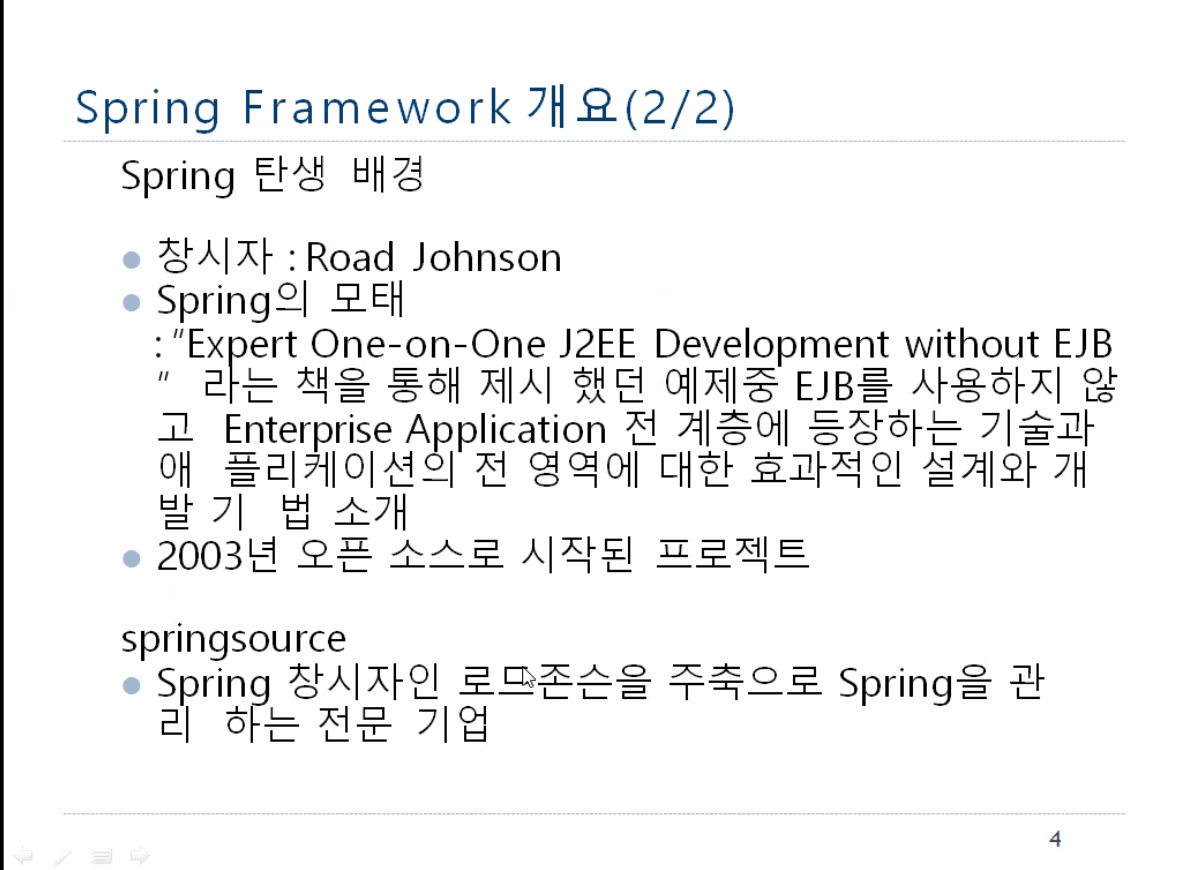 Spring Framework 개요(2/2)
Spring 탄생 배경
● 창시자 : Road Johnson
● Spring의 모태
: "Expert One-on-One J2EE Development without EJB
" 라는 책을 통해 제시 했던 예제중 EJB를 사용하지 않
고 Enterprise Application 전 계층에 등장하는 기술과
애 플리케이션의 전 영역에 대한 효과적인 설계와 개
발 기 법 소개
● 2003년 오픈 소스로 시작된 프로젝트
springsource
● Spring 창시자인 로드존슨을 주축으로 Spring을 관
리 하는 전문 기업
4